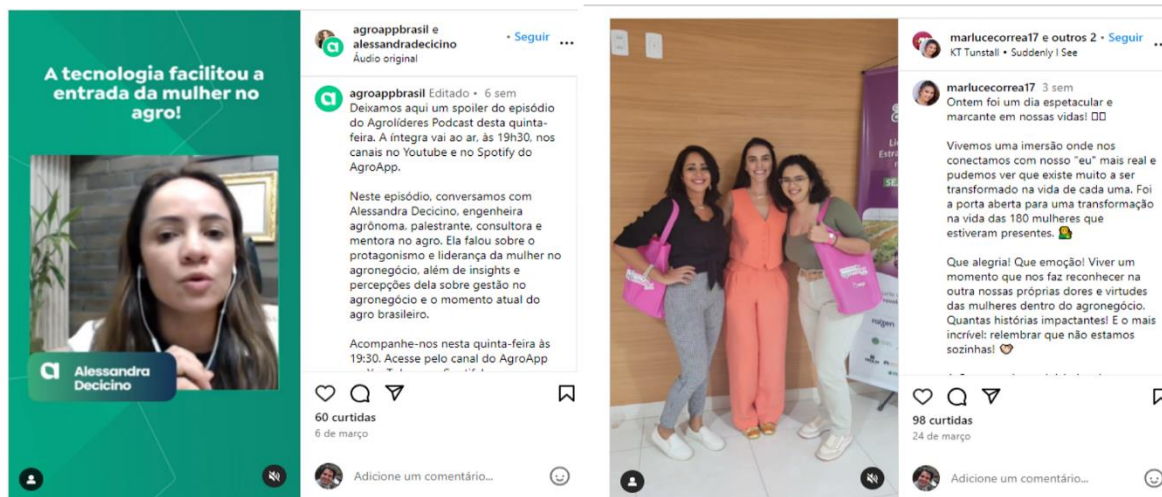 A tecnologia facilitou a
entrada da mulher no
agro!
Alessandra
Decicino
agroappbrasil e
alessandradecicino
• Seguir
...
Áudio original
agroappbrasil Editado • 6 sem
Deixamos aqui um spoiler do episódio
do Agrolíderes Podcast desta quinta-
feira. A íntegra vai ao ar, às 19h30, nos
canais no Youtube e no Spotify do
AgroApp.
Neste episódio, conversamos com
Alessandra Decicino, engenheira
agrônoma, palestrante, consultora e
mentora no agro. Ela falou sobre o
protagonismo e liderança da mulher no
agronegócio, além de insights e
percepções dela sobre gestão no
agronegócio e o momento atual do
agro brasileiro.
Acompanhe-nos nesta quinta-feira às
19:30. Acesse pelo canal do AgroApp
60 curtidas
6 de março
Adicione um comentário...
marlucecorrea17 e outros 2 • Seguir
KT Tunstall • Suddenly I See
marlucecorrea17 3 sem
Ontem foi um dia espetacular e
marcante em nossas vidas!
Vivemos uma imersão onde nos
conectamos com nosso "eu" mais real e
pudemos ver que existe muito a ser
transformado na vida de cada uma. Foi
a porta aberta para uma transformação
na vida das 180 mulheres que
estiveram presentes.
Que alegria! Que emoção! Viver um
momento que nos faz reconhecer na
outra nossas próprias dores e virtudes
das mulheres dentro do agronegócio.
Quantas histórias impactantes! E o mais
incrível: relembrar que não estamos
sozinhas!
98 curtidas
24 de março
Adicione um comentário...